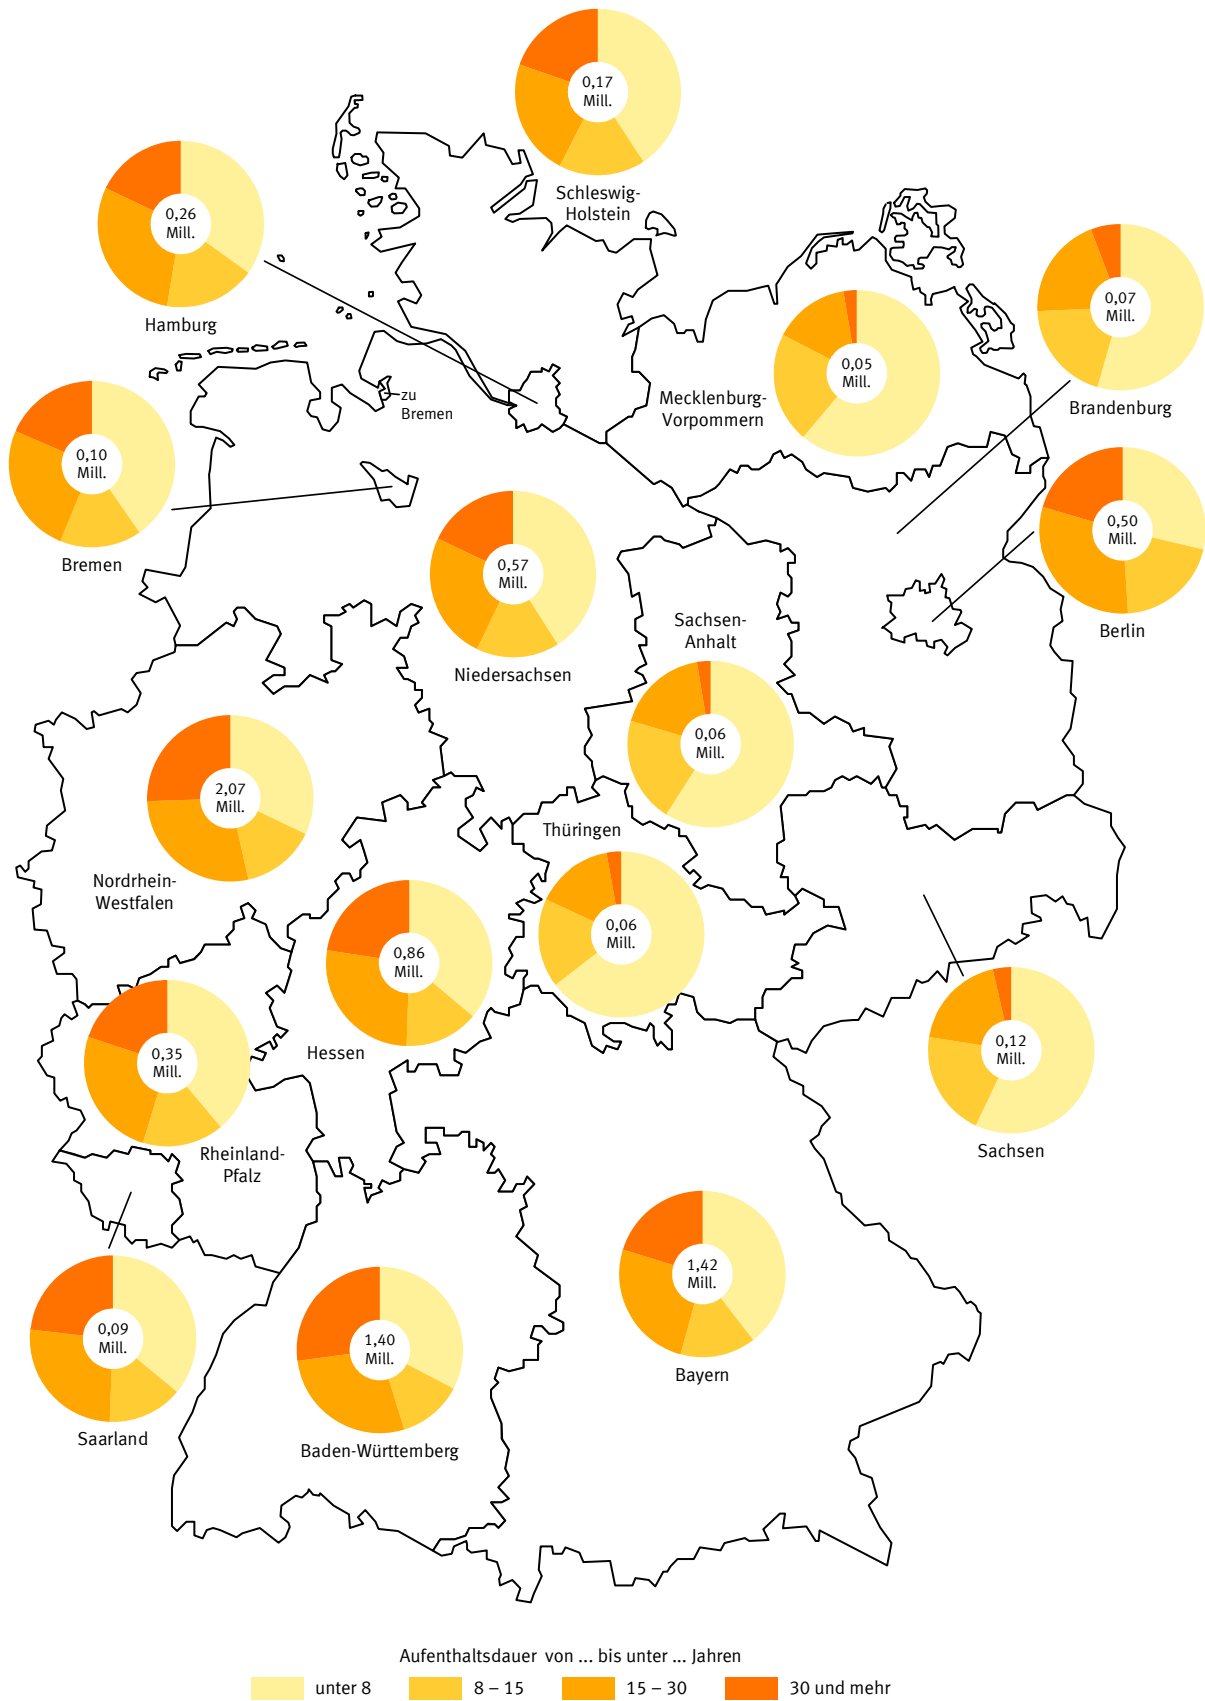 0,17
Mill.
Schleswig-
Holstein
0,26
Mill.
Hamburg
0,07
Mill.
Brandenburg
0,05
Mill.
Mecklenburg-
Vorpommern
zu
Bremen
0,10
Mill.
Bremen
0,50
Mill.
Berlin
0,57
Mill.
Niedersachsen
Sachsen-
Anhalt
0,06
Mill.
2,07
Mill.
Nordrhein-
Westfalen
Thüringen
0,06
Mill.
0,86
Mill.
Hessen
0,12
Mill.
Sachsen
0,35
Mill.
Rheinland-
Pfalz
0,09
Mill.
Saarland
1,40
Mill.
Baden-Württemberg
1,42
Mill.
Bayern
Aufenthaltsdauer von ... bis unter ... Jahren
unter 8
8 – 15
15 – 30
30 und mehr